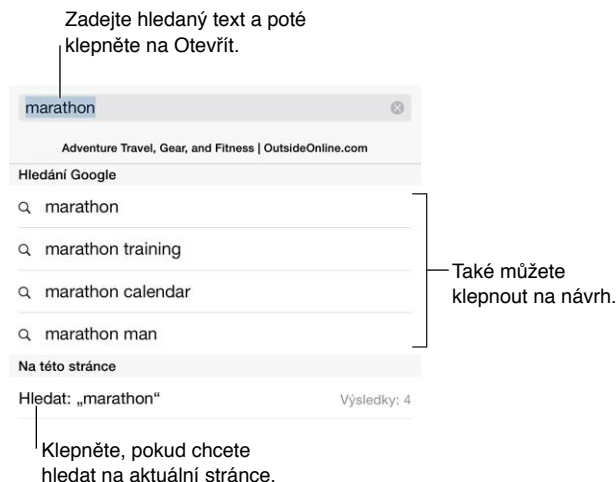 Zadejte hledaný text a poté
klepněte na Otevřít.
marathon
Adventure Travel, Gear, and Fitness | OutsideOnline.com
Hledání Google
marathon
marathon training
marathon calendar
marathon man
Také můžete
klepnout na návrh.
Na této stránce
Hledat: „marathon“ Výsledky: 4
Klepněte, pokud chcete
hledat na aktuální stránce.